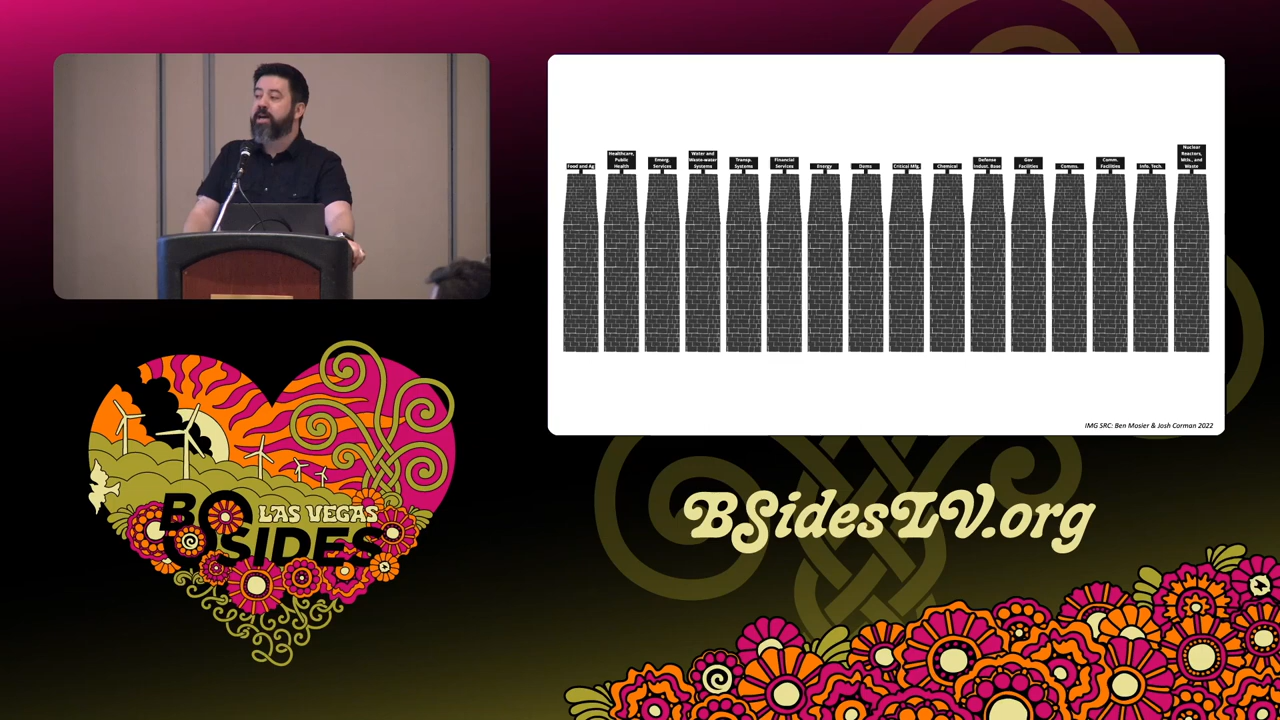 Food and Ag
Healthcare,
Public
Health
Emerg.
Services
Water and
Waste-water
Systems
Transp.
Systems
Financial
Services
Energy
Dams
Critical Mfg.
Chemical
Defense
Indust. Base
Gov
Facilities
Comms.
Comm.
Facilities
Info. Tech.
Nuclear
Reactors,
Mtls., and
Waste
IMG SRC: Ben Mosier & Josh Corman 2022
LAS VEGAS
BSIDES
23
BSidesLV.org